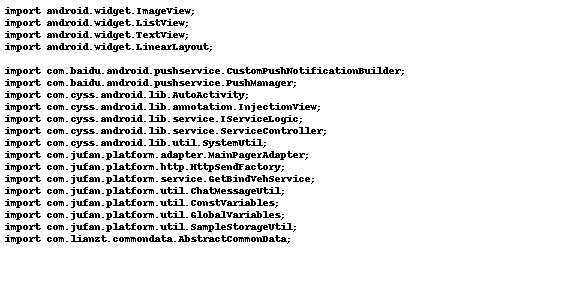 import android.widget.ImageView;
import android.widget.ListView;
import android.widget.TextView;
import android.widget.LinearLayout;
import com.baidu.android.pushservice.CustomPushNotificationBuilder;
import com.baidu.android.pushservice.PushManager;
import com.cyss.android.lib.AutoActivity;
import com.cyss.android.lib.annotation.InjectionView;
import com.cyss.android.lib.service.IServiceLogic;
import com.cyss.android.lib.service.ServiceController;
import com.cyss.android.lib.util.SystemUtil;
import com.jufan.platform.adapter.MainPagerAdapter;
import com.jufan.platform.http.HttpSendFactory;
import com.jufan.platform.service.GetBindVehService;
import com.jufan.platform.util.ChatMessageUtil;
import com.jufan.platform.util.ConstVariables;
import com.jufan.platform.util.GlobalVariables;
import com.jufan.platform.util.SampleStorageUtil;
import com.lianzt.commondata.AbstractCommonData;